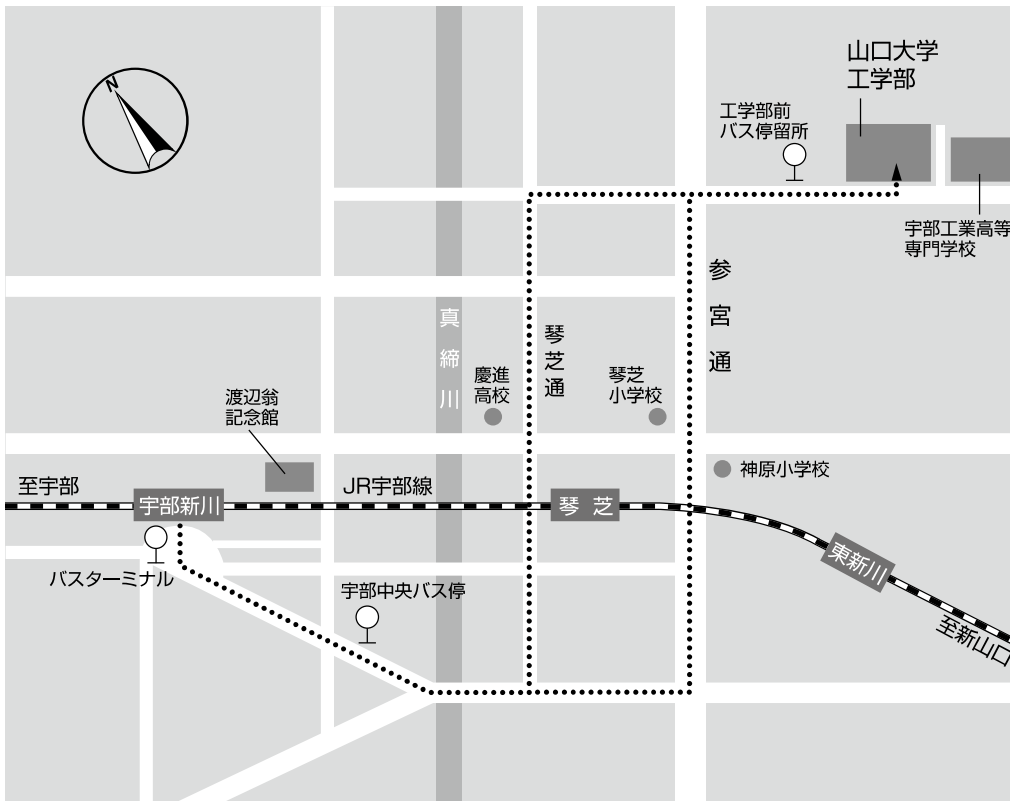 N
山口大学
工学部
工学部前
バス停留所
宇部工業高等
専門学校
参宮通
真締川
琴芝通
慶進
高校
琴芝
小学校
渡辺翁
記念館
神原小学校
至宇部
宇部新川
JR宇部線
琴芝
東新川
至新山口
バスターミナル
宇部中央バス停